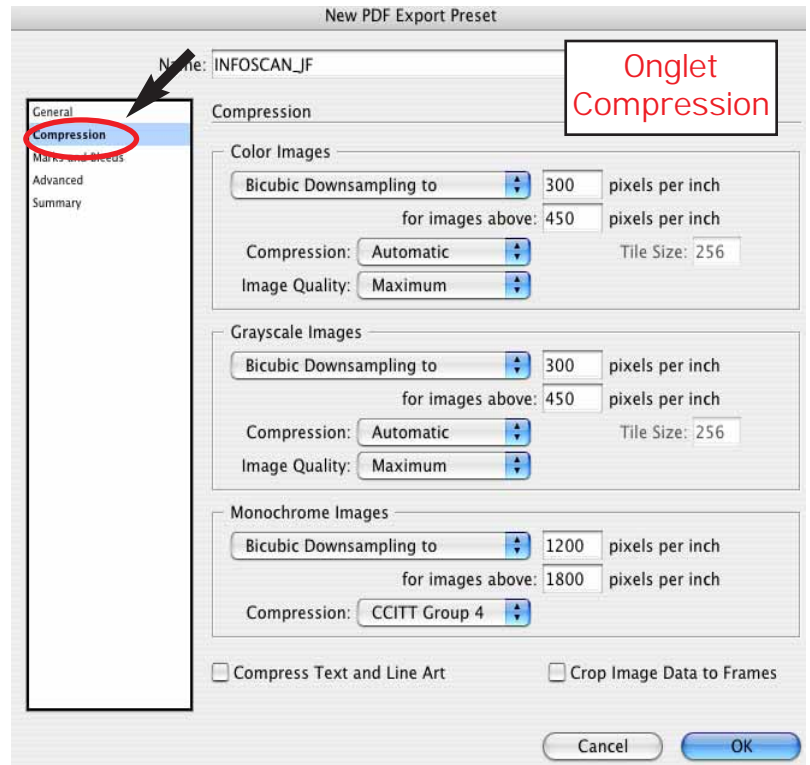 New PDF Export Preset
Name: INFOSCAN_JF
Onglet
Compression
General
Compression
Marks and Bleeds
Advanced
Summary
Compression
Color Images
Bicubic Downsampling to 300 pixels per inch
for images above: 450 pixels per inch
Compression: Automatic Tile Size: 256
Image Quality: Maximum
Grayscale Images
Bicubic Downsampling to 300 pixels per inch
for images above: 450 pixels per inch
Compression: Automatic Tile Size: 256
Image Quality: Maximum
Monochrome Images
Bicubic Downsampling to 1200 pixels per inch
for images above: 1800 pixels per inch
Compression: CCITT Group 4
Compress Text and Line Art Crop Image Data to Frames
Cancel OK